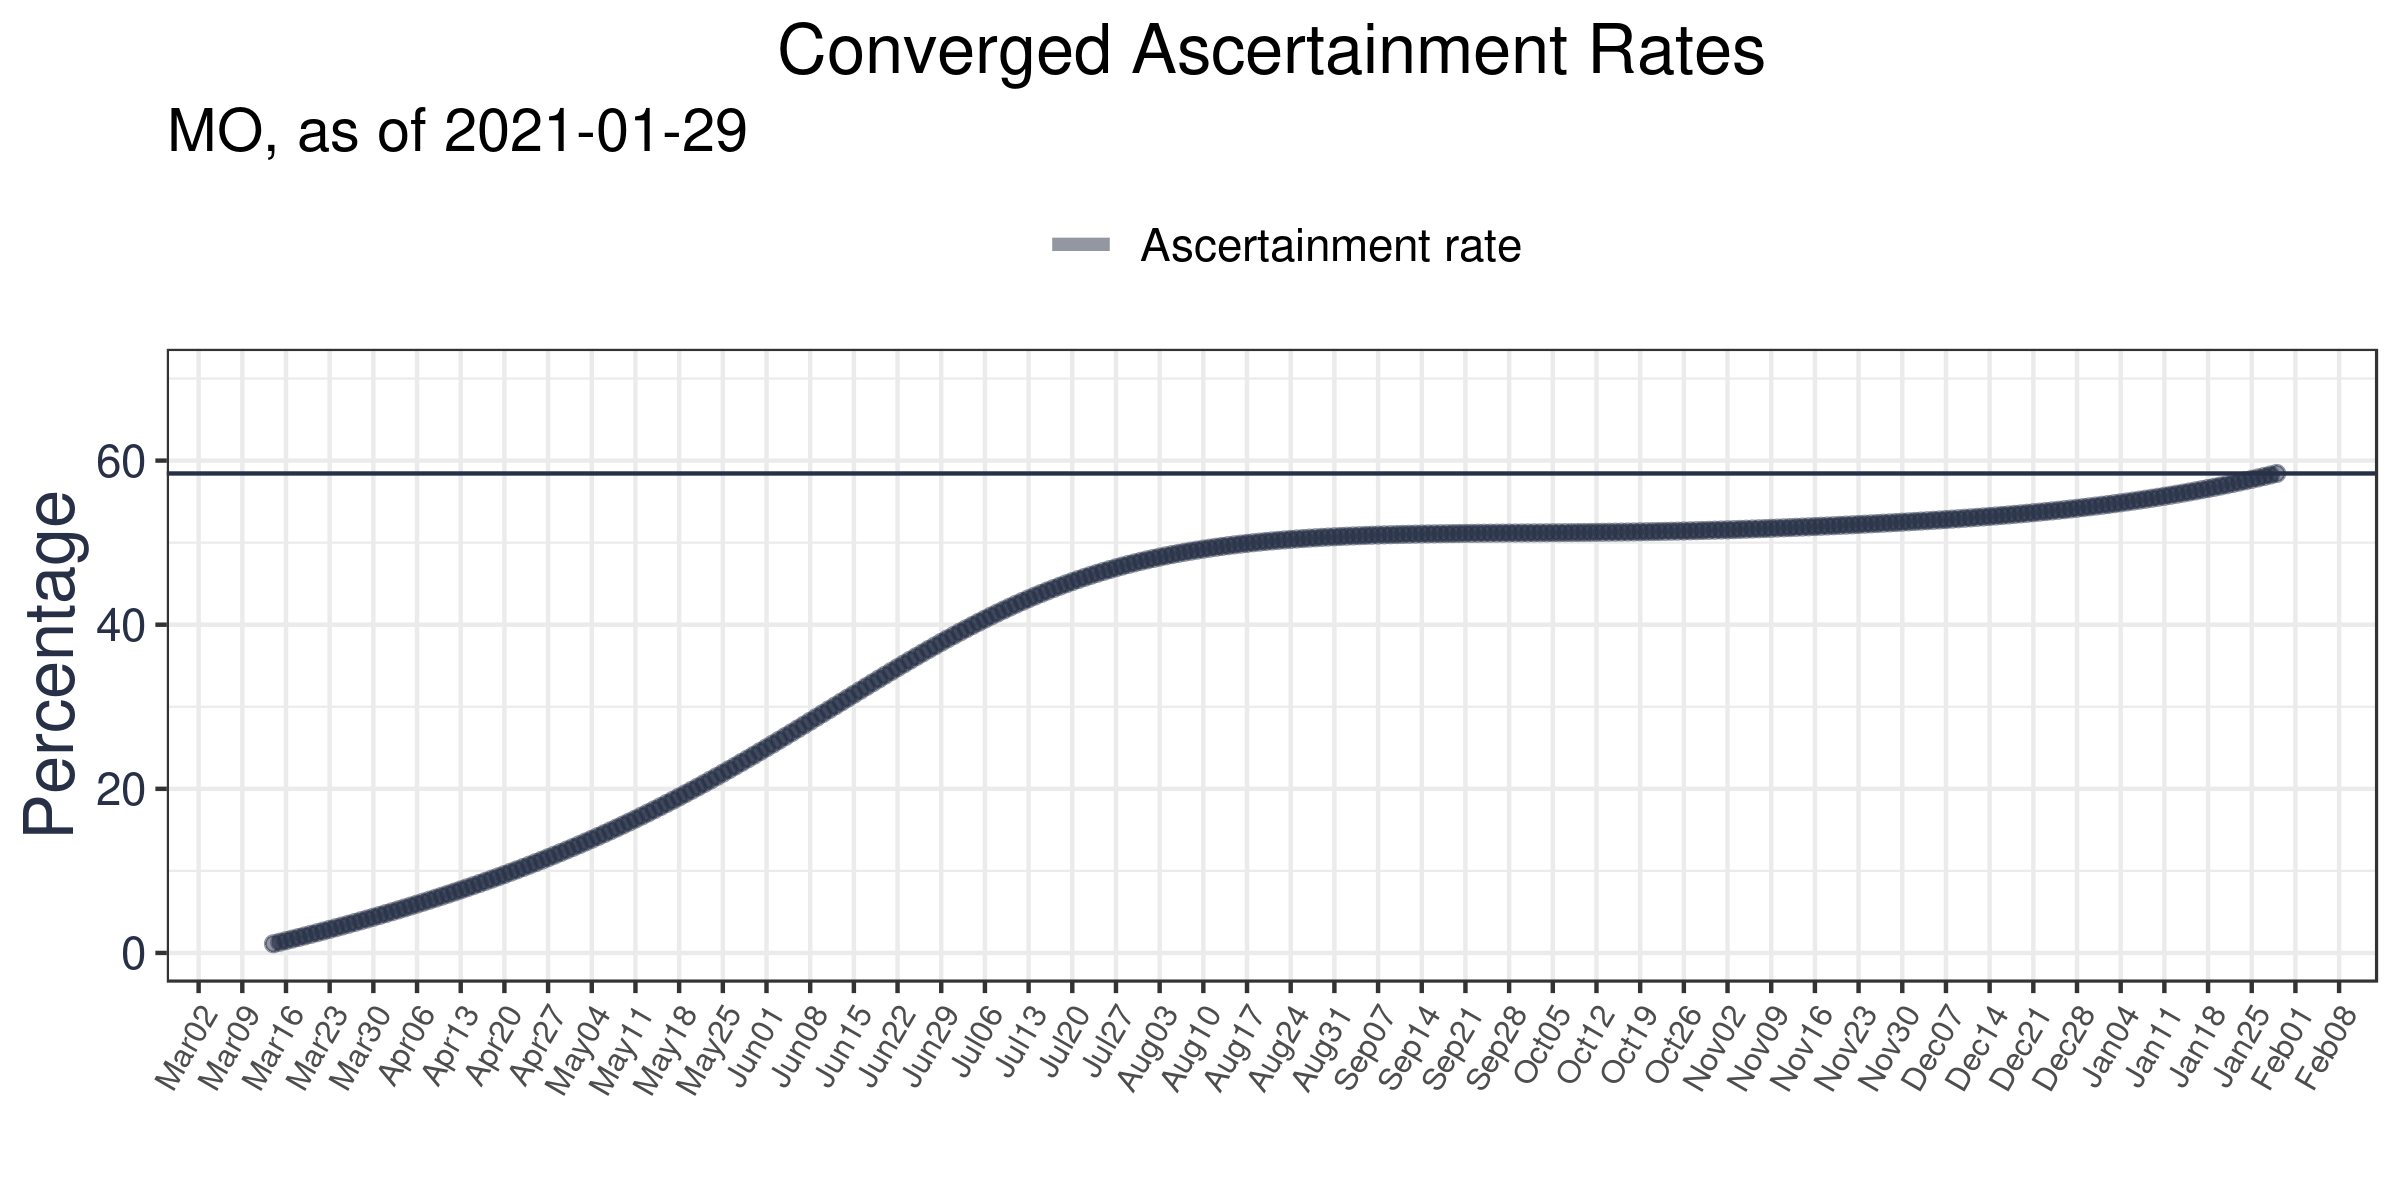 Converged Ascertainment Rates
MO, as of 2021-01-29
Ascertainment rate
Percentage
60
40
20
0
Mar02
Mar09
Mar16
Mar23
Mar30
Apr06
Apr13
Apr20
Apr27
May04
May11
May18
May25
Jun01
Jun08
Jun15
Jun22
Jun29
Jul06
Jul13
Jul20
Jul27
Aug03
Aug10
Aug17
Aug24
Aug31
Sep07
Sep14
Sep21
Sep28
Oct05
Oct12
Oct19
Oct26
Nov02
Nov09
Nov16
Nov23
Nov30
Dec07
Dec14
Dec21
Dec28
Jan04
Jan11
Jan18
Jan25
Feb01
Feb08